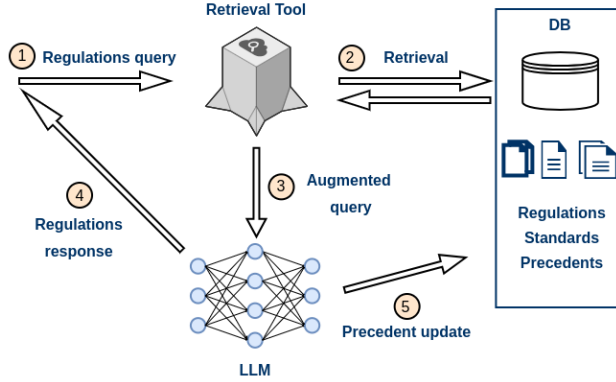 Retrieval Tool
DB
1
Regulations query
2
Retrieval
3
Augmented
query
4
Regulations
response
Regulations
Standards
Precedents
5
Precedent update
LLM